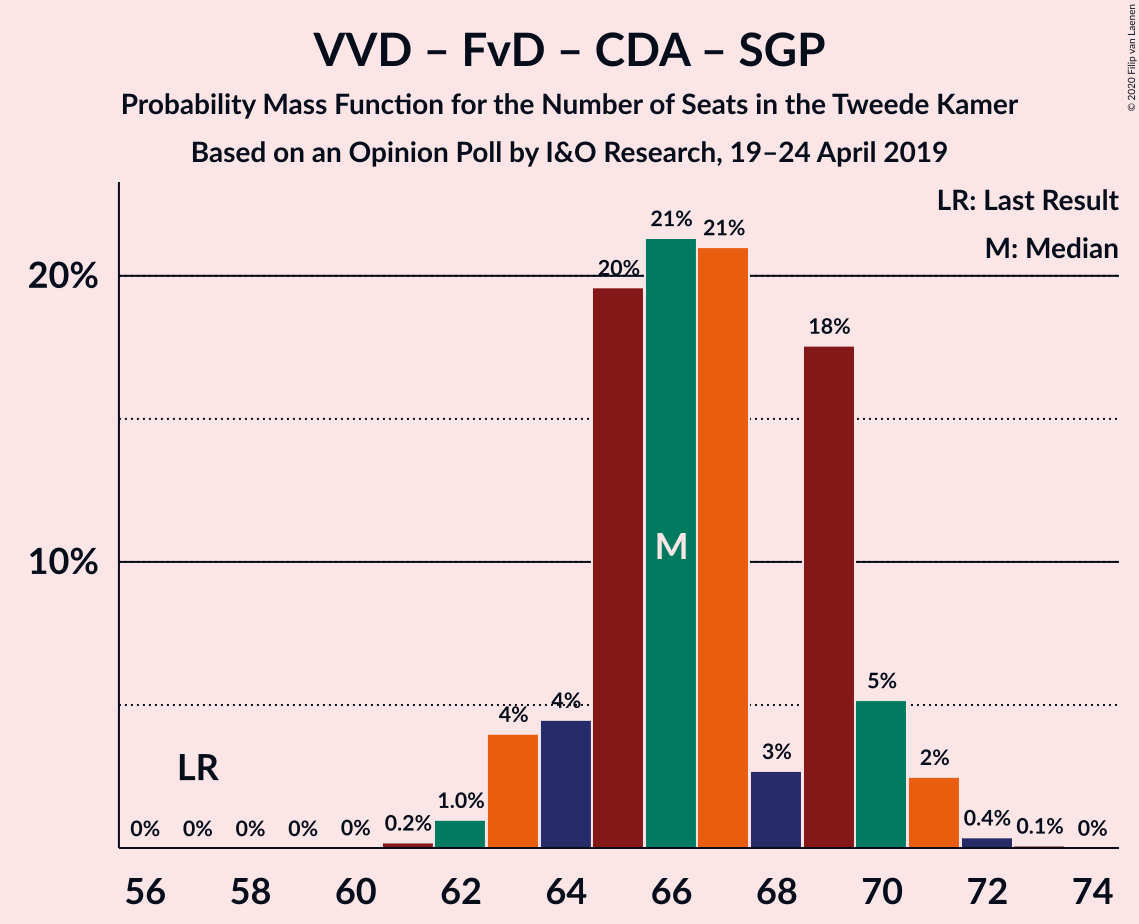 VVD – FvD – CDA – SGP
Probability Mass Function for the Number of Seats in the Tweede Kamer
Based on an Opinion Poll by I&O Research, 19–24 April 2019
© 2020 Filip van Laenen
LR: Last Result
M: Median
20%
10%
0% 0% 0% 0% 0% 0.2% 1.0% 4% 4% 20% 21% 21% 3% 18% 5% 2% 0.4% 0.1% 0%
LR
M
56 58 60 62 64 66 68 70 72 74